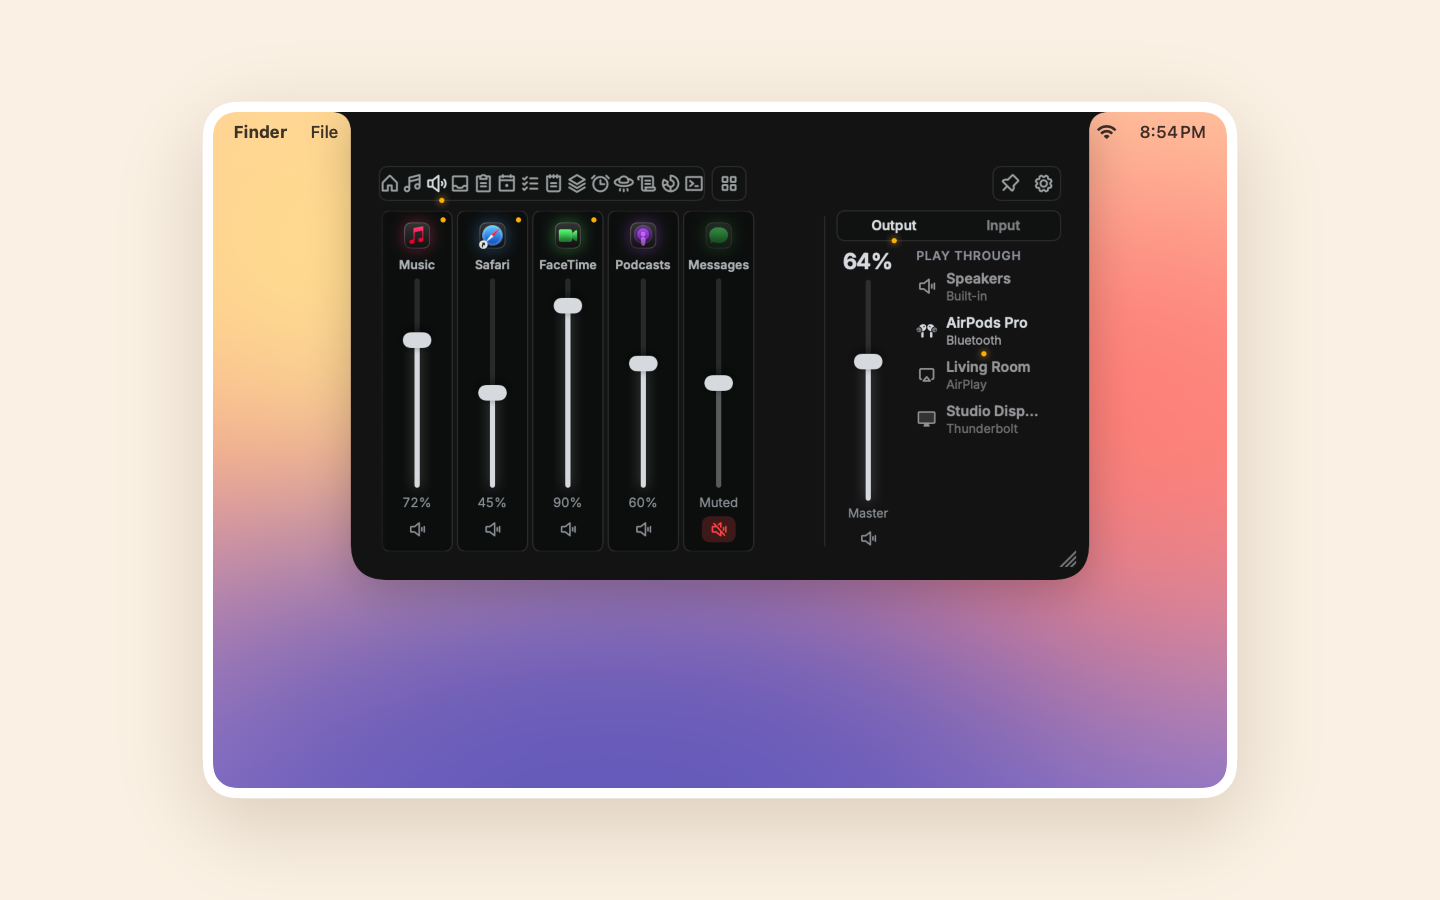 Finder File
8:54 PM
Output Input
Music Safari FaceTime Podcasts Messages
72% 45% 90% 60% Muted
64%
Master
PLAY THROUGH
Speakers
Built-in
AirPods Pro
Bluetooth
Living Room
AirPlay
Studio Disp...
Thunderbolt